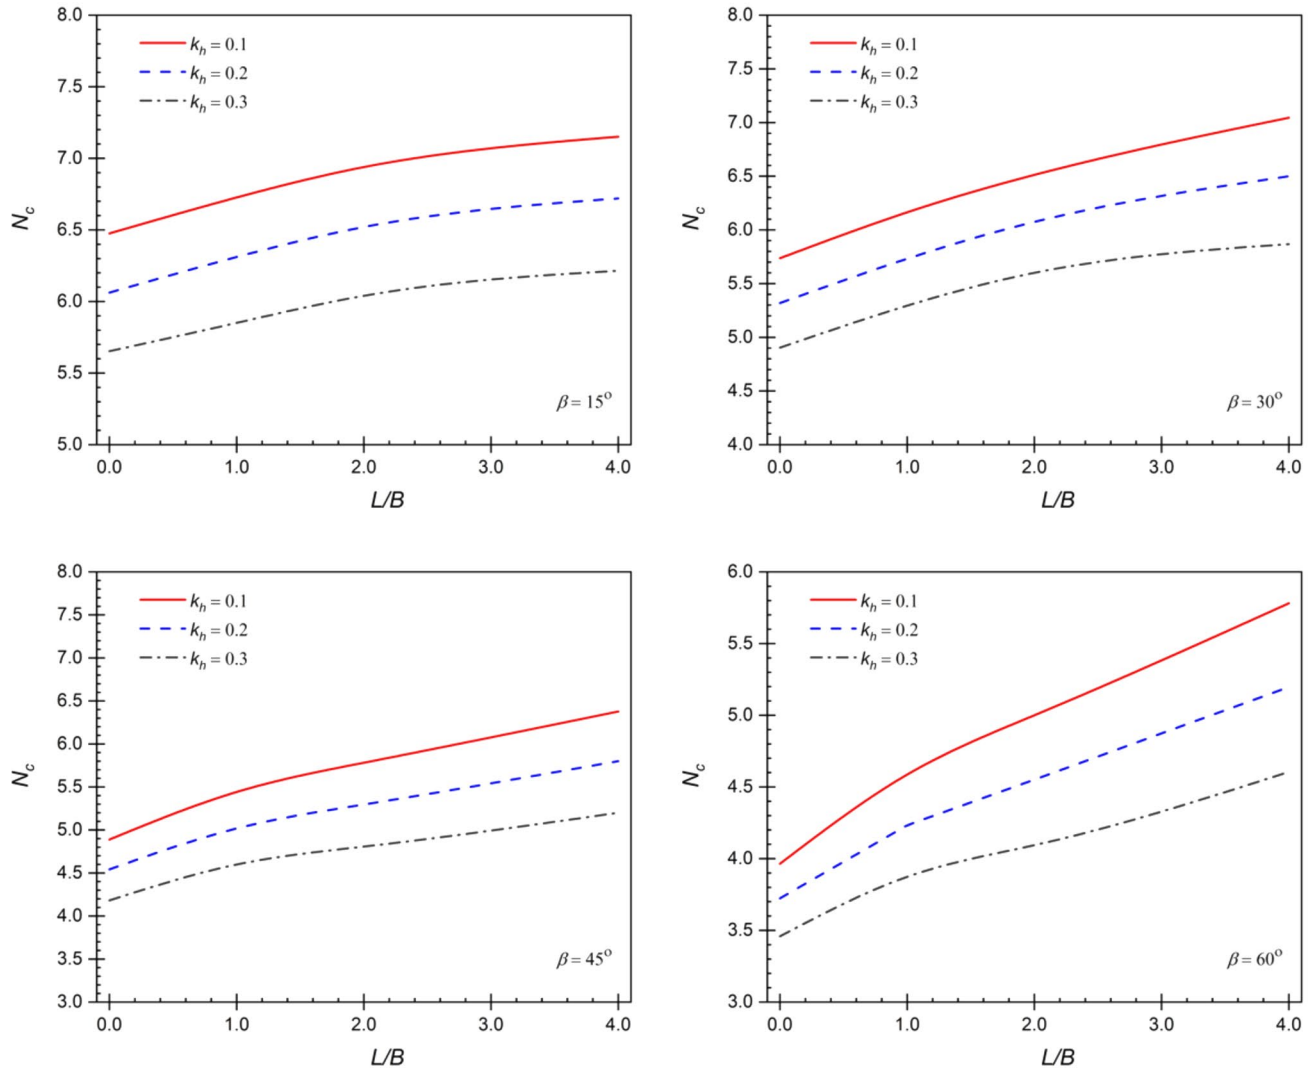 8.0
7.5
7.0
6.5
6.0
5.5
5.0
N_c
k_h = 0.1
k_h = 0.2
k_h = 0.3
β = 15°
0.0 1.0 2.0 3.0 4.0
L/B
8.0
7.5
7.0
6.5
6.0
5.5
5.0
4.5
4.0
N_c
k_h = 0.1
k_h = 0.2
k_h = 0.3
β = 30°
0.0 1.0 2.0 3.0 4.0
L/B
8.0
7.5
7.0
6.5
6.0
5.5
5.0
4.5
4.0
3.5
3.0
N_c
k_h = 0.1
k_h = 0.2
k_h = 0.3
β = 45°
0.0 1.0 2.0 3.0 4.0
L/B
6.0
5.5
5.0
4.5
4.0
3.5
3.0
N_c
k_h = 0.1
k_h = 0.2
k_h = 0.3
β = 60°
0.0 1.0 2.0 3.0 4.0
L/B